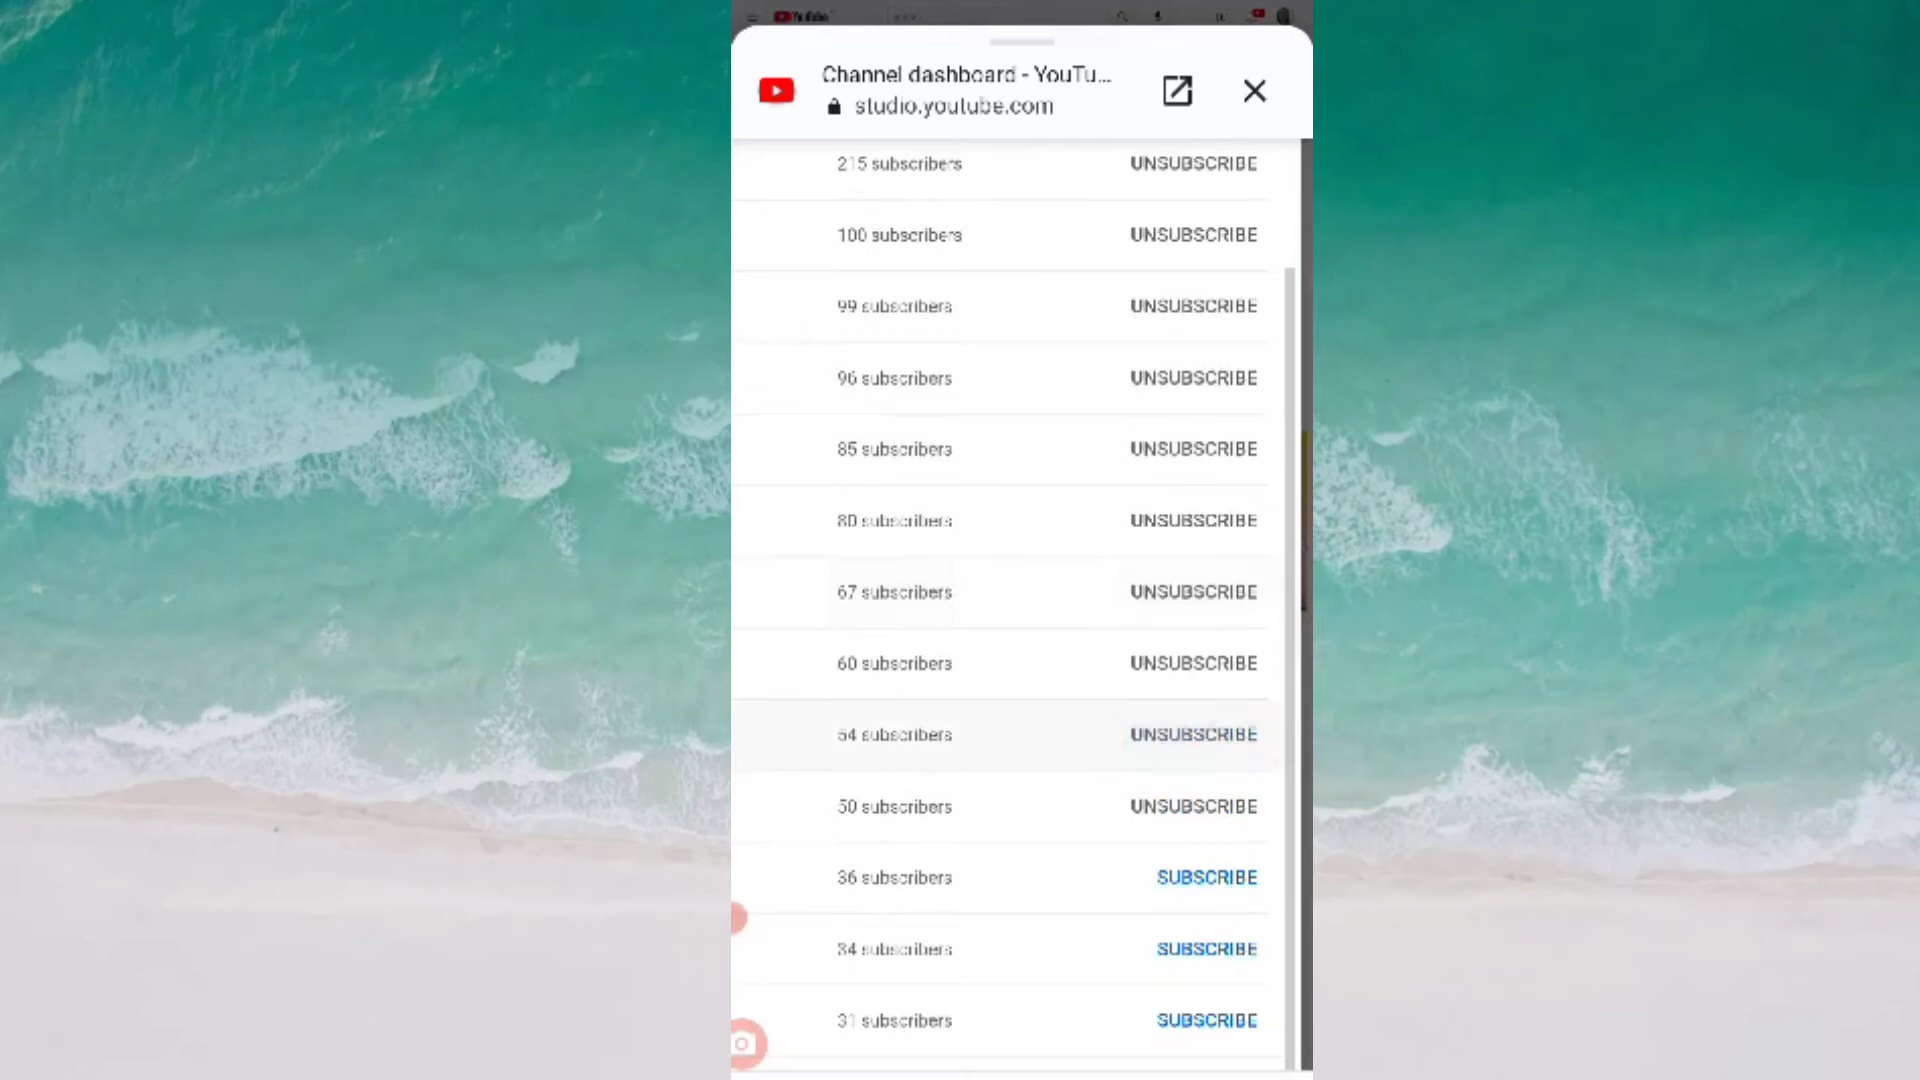 YouTube
Channel dashboard - YouTu...
studio.youtube.com
215 subscribers UNSUBSCRIBE
100 subscribers UNSUBSCRIBE
99 subscribers UNSUBSCRIBE
96 subscribers UNSUBSCRIBE
85 subscribers UNSUBSCRIBE
80 subscribers UNSUBSCRIBE
67 subscribers UNSUBSCRIBE
60 subscribers UNSUBSCRIBE
54 subscribers UNSUBSCRIBE
50 subscribers UNSUBSCRIBE
36 subscribers SUBSCRIBE
34 subscribers SUBSCRIBE
31 subscribers SUBSCRIBE